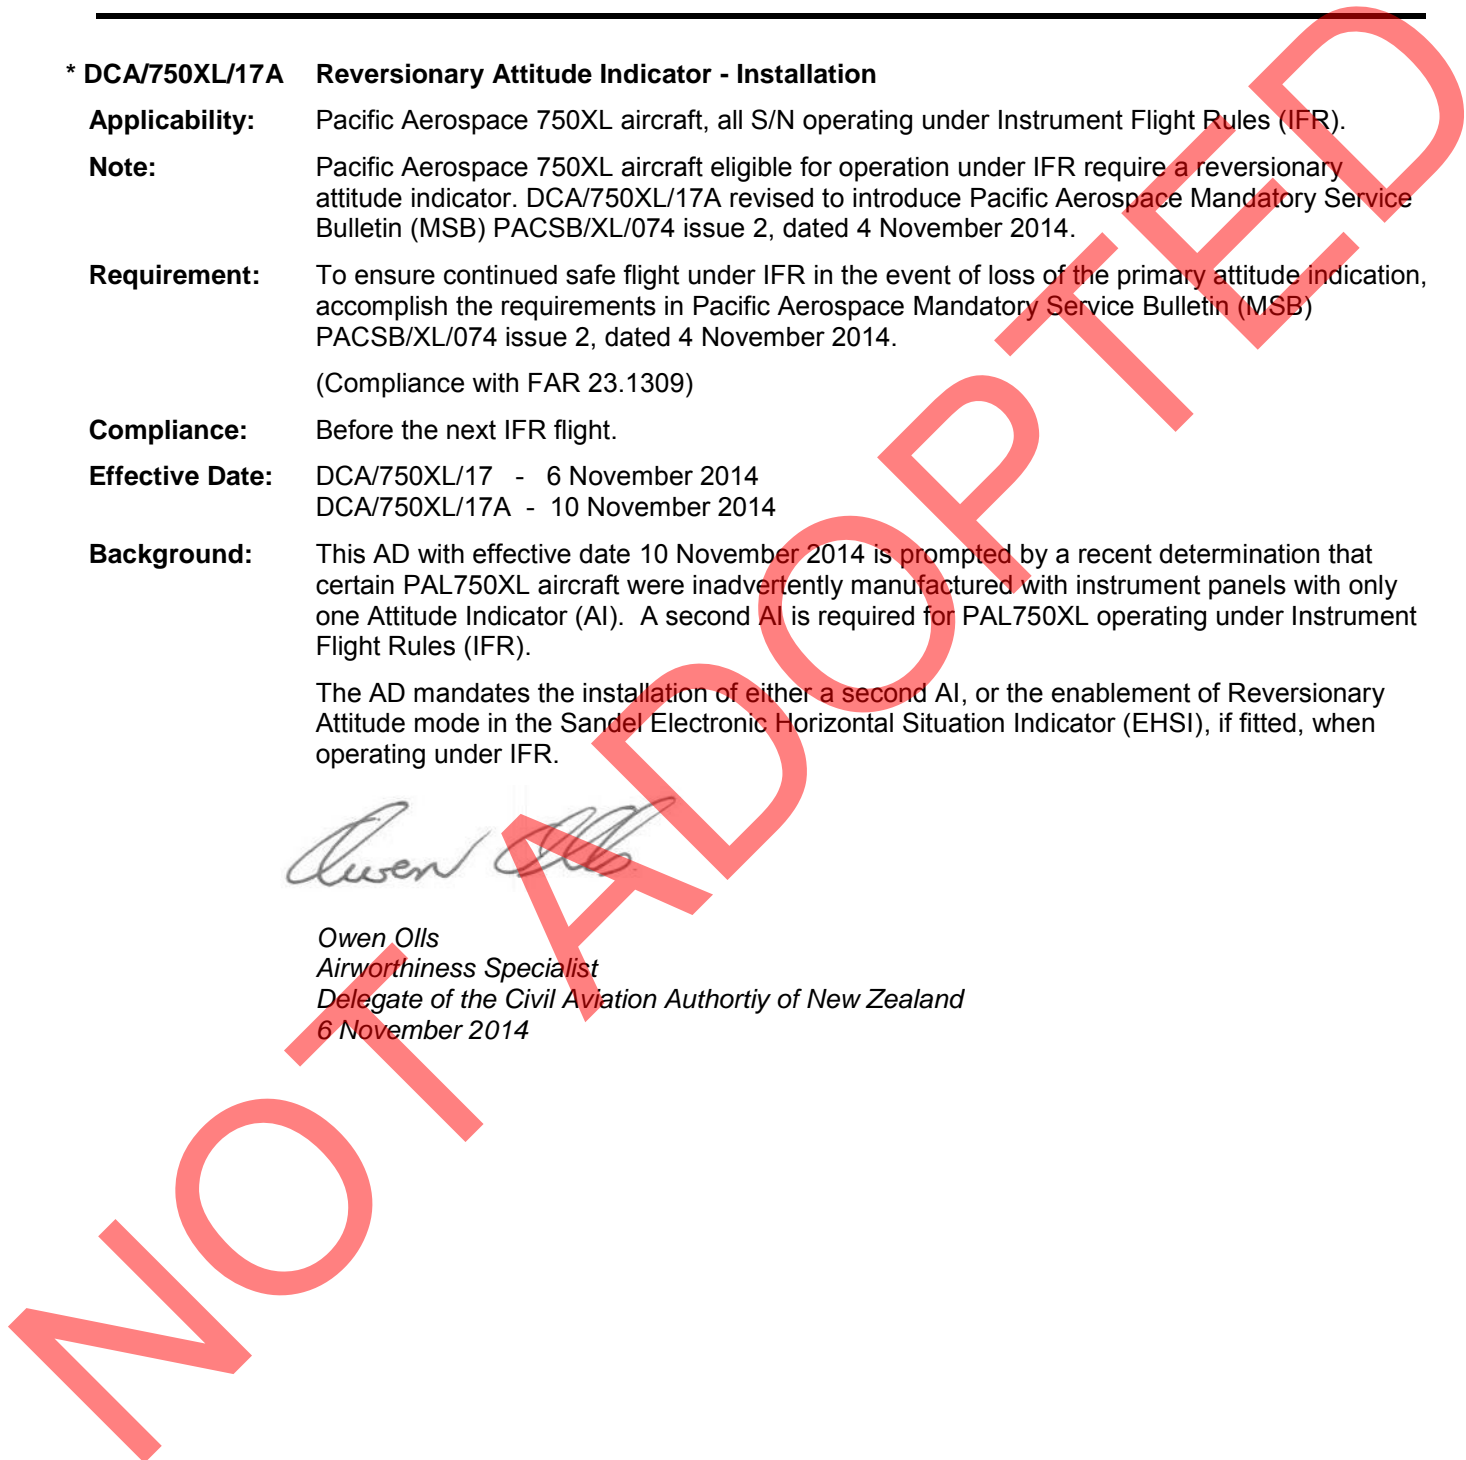 * DCA/750XL/17A Reversionary Attitude Indicator - Installation
Applicability: Pacific Aerospace 750XL aircraft, all S/N operating under Instrument Flight Rules (IFR).
Note: Pacific Aerospace 750XL aircraft eligible for operation under IFR require a reversionary
attitude indicator. DCA/750XL/17A revised to introduce Pacific Aerospace Mandatory Service
Bulletin (MSB) PACSB/XL/074 issue 2, dated 4 November 2014.
Requirement: To ensure continued safe flight under IFR in the event of loss of the primary attitude indication,
accomplish the requirements in Pacific Aerospace Mandatory Service Bulletin (MSB)
PACSB/XL/074 issue 2, dated 4 November 2014.
(Compliance with FAR 23.1309)
Compliance: Before the next IFR flight.
Effective Date: DCA/750XL/17 - 6 November 2014
DCA/750XL/17A - 10 November 2014
Background: This AD with effective date 10 November 2014 is prompted by a recent determination that
certain PAL750XL aircraft were inadvertently manufactured with instrument panels with only
one Attitude Indicator (AI). A second AI is required for PAL750XL operating under Instrument
Flight Rules (IFR).
The AD mandates the installation of either a second AI, or the enablement of Reversionary
Attitude mode in the Sandel Electronic Horizontal Situation Indicator (EHSI), if fitted, when
operating under IFR.
Owen Olls
Owen Olls
Airworthiness Specialist
Delegate of the Civil Aviation Authortiy of New Zealand
6 November 2014
NOT ADOPTED